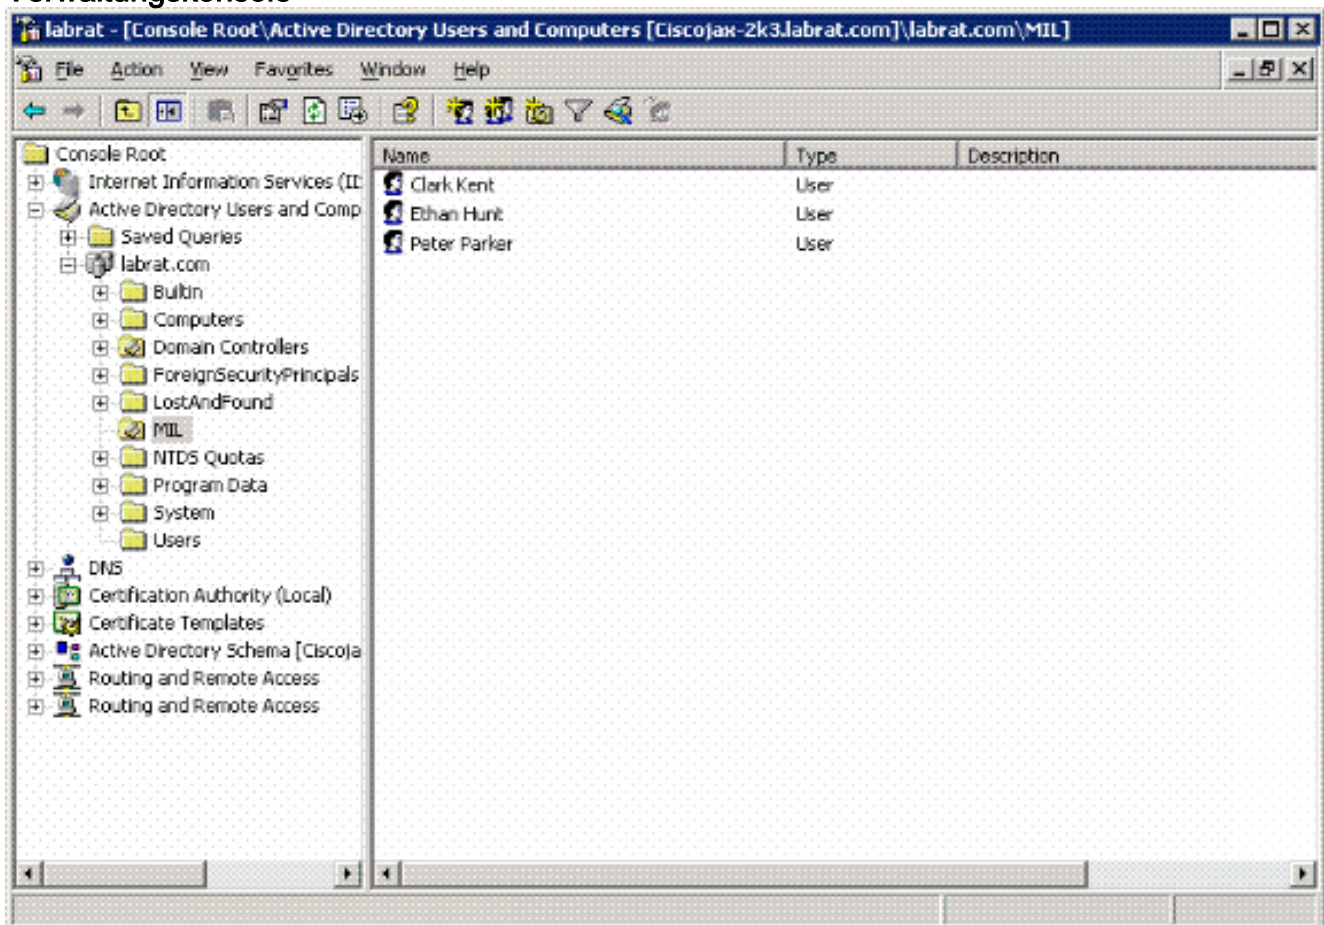 Verwaltungskonsole
labrat - [Console Root\Active Directory Users and Computers [Ciscojax-2k3.labrat.com]\labrat.com\MIL]
File Action View Favorites Window Help
Console Root
Internet Information Services (II
Active Directory Users and Comp
Saved Queries
labrat.com
Builtin
Computers
Domain Controllers
ForeignSecurityPrincipals
LostAndFound
MIL
NTDS Quotas
Program Data
System
Users
DNS
Certification Authority (Local)
Certificate Templates
Active Directory Schema [Ciscoja
Routing and Remote Access
Routing and Remote Access
Name Type Description
Clark Kent User
Ethan Hunt User
Peter Parker User